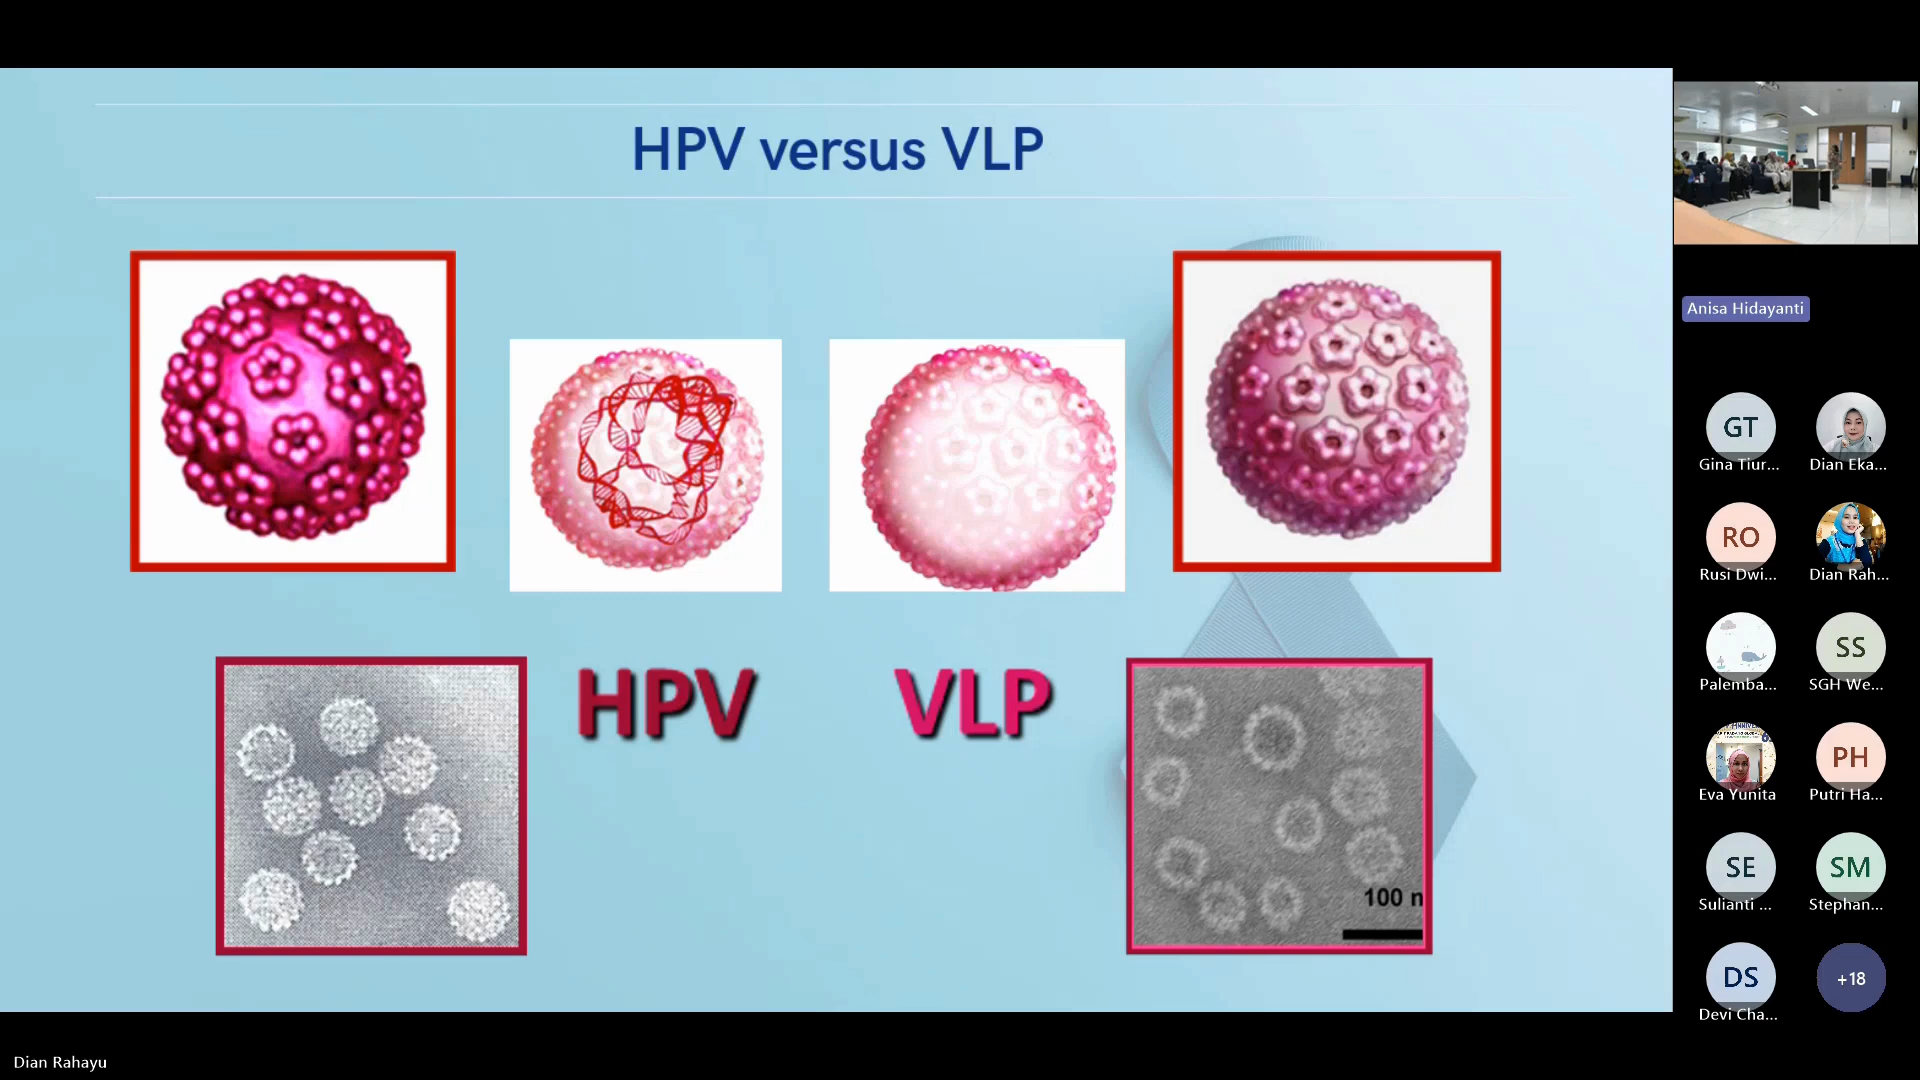 HPV versus VLP
HPV
VLP
100 n
Anisa Hidayanti
GT
Gina Tiur...
Dian Eka...
RO
Rusi Dwi...
Dian Rah...
Palemba...
SS
SGH We...
Eva Yunita
PH
Putri Ha...
SE
Sulianti ...
SM
Stephan...
DS
Devi Cha...
+18
Dian Rahayu